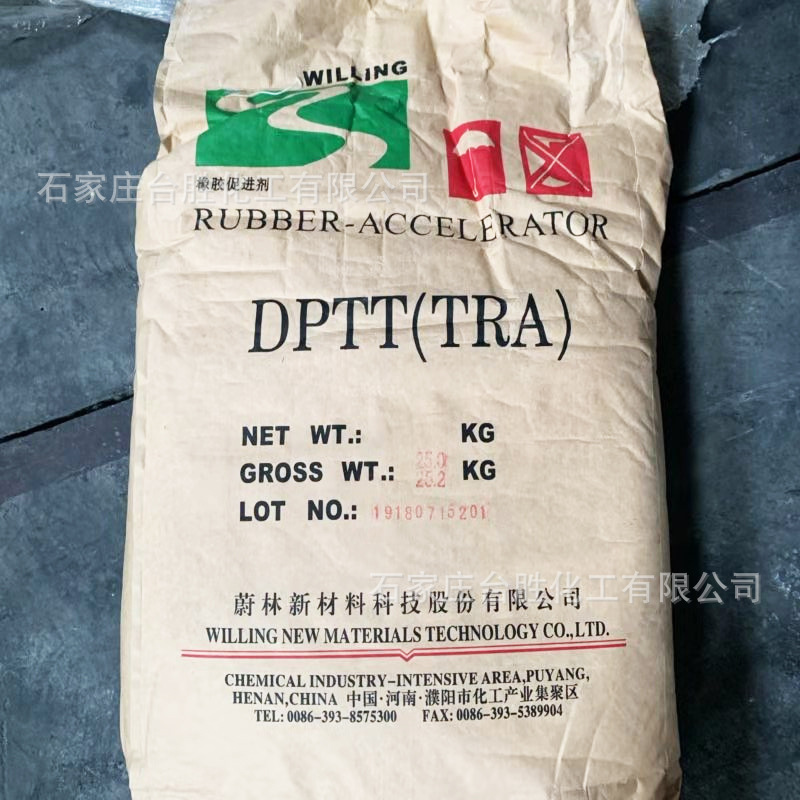 WILLING
橡胶促进剂
石家庄台胜化工有限公司
RUBBER-ACCELERATOR
DPTT(TRA)
NET WT.: KG
25.0
GROSS WT.: KG
25.2
LOT NO.: 19180715201
石家庄台胜化工有限公司
蔚林新材料科技股份有限公司
WILLING NEW MATERIALS TECHNOLOGY CO.,LTD.
CHEMICAL INDUSTRY-INTENSIVE AREA,PUYANG,
HENAN,CHINA 中国·河南·濮阳市化工产业集聚区
TEL: 0086-393-8575300 FAX: 0086-393-5389904